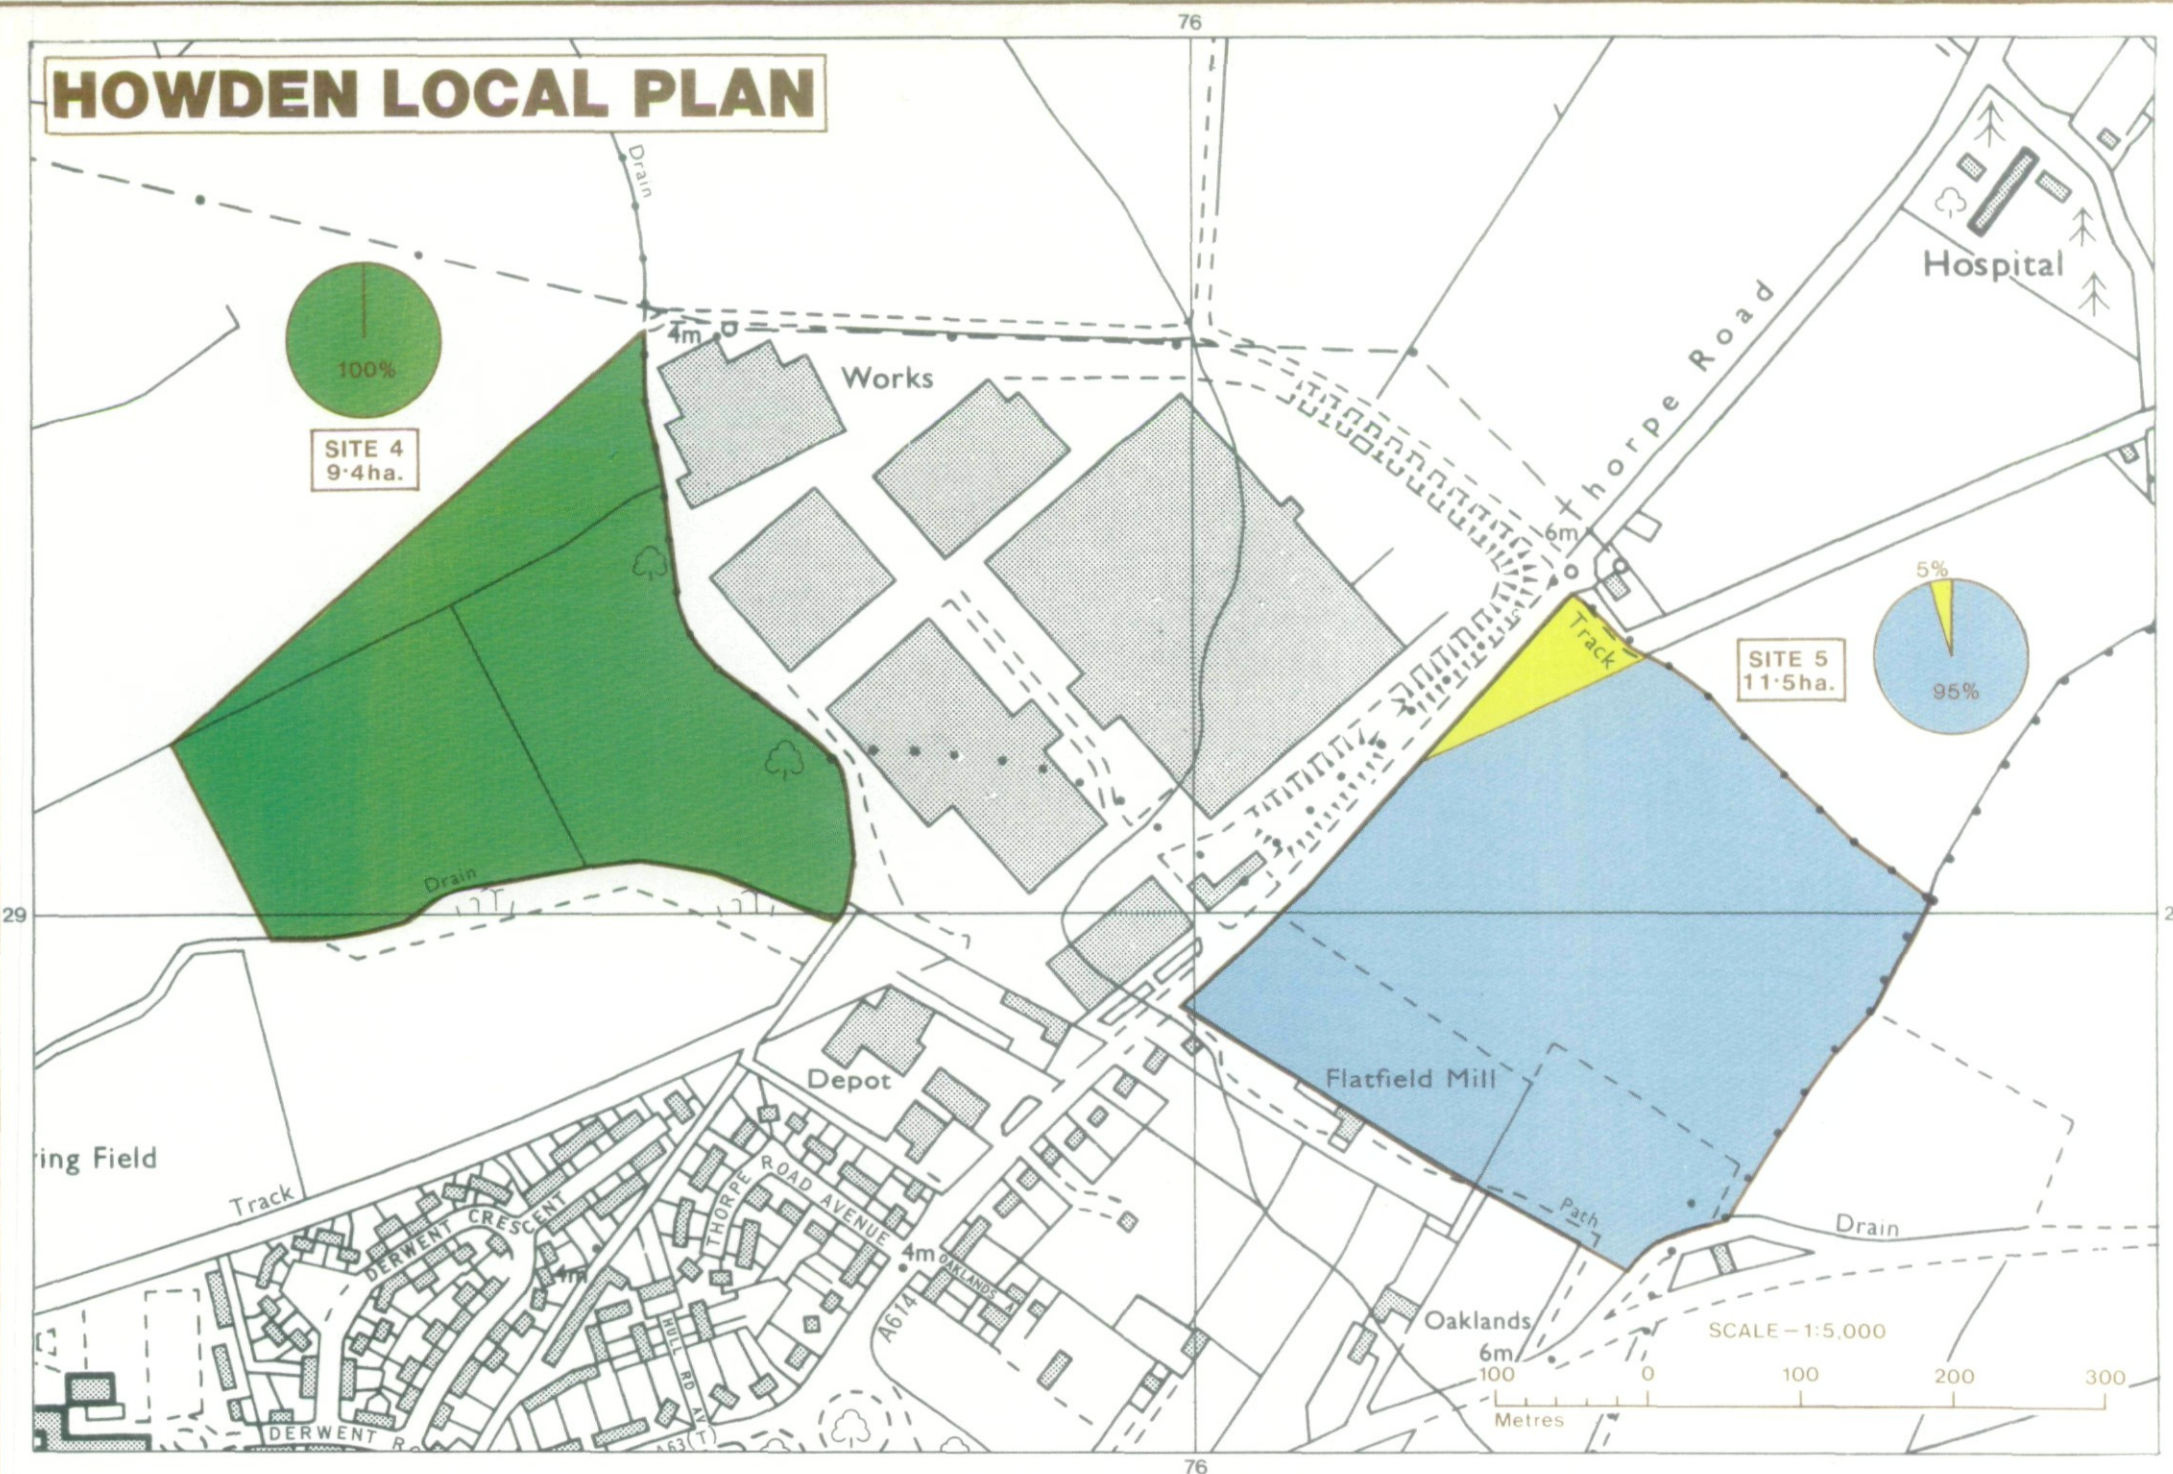 76
HOWDEN LOCAL PLAN
Drain
Hospital
100%
4m
Works
SITE 4
9·4ha.
horpe Road
6m
5%
Track
SITE 5
11·5ha.
95%
Drain
29
2
Depot
Flatfield Mill
ing Field
Track
DERWENT CRESCENT
THORPE
ROAD AVENUE
4m
OAKLANDS
Path
Drain
4m
A614
HULL RD AV
Oaklands
6m
SCALE – 1:5,000
100 0 100 200 300
Metres
DERWENT
A63(T)
76